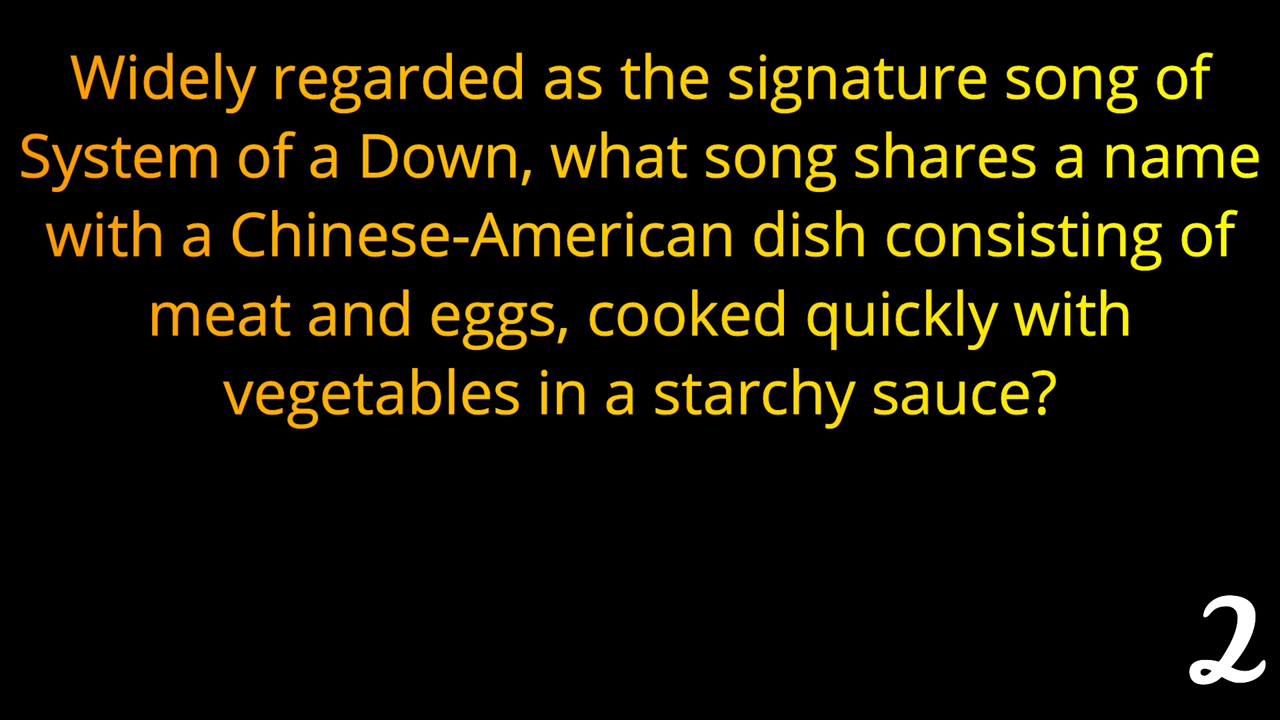 Widely regarded as the signature song of
System of a Down, what song shares a name
with a Chinese-American dish consisting of
meat and eggs, cooked quickly with
vegetables in a starchy sauce?
2